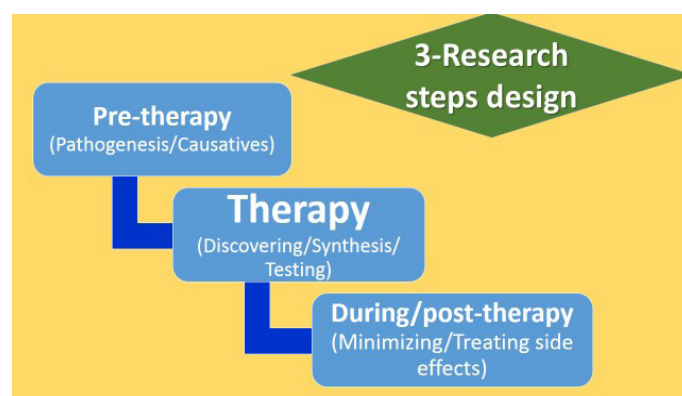 3-Research
steps design
Pre-therapy
(Pathogenesis/Causatives)
Therapy
(Discovering/Synthesis/
Testing)
During/post-therapy
(Minimizing/Treating side
effects)